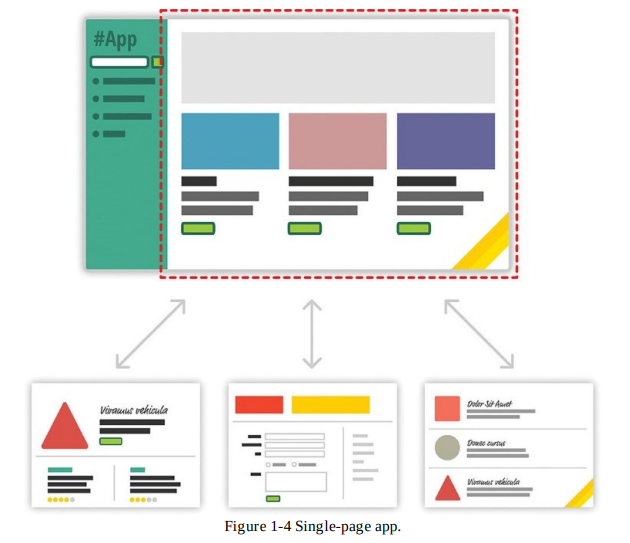 #App
Vivamus vehicula
Dolor Sit Amet
Donec cursus
Vivamus vehicula
Figure 1-4 Single-page app.